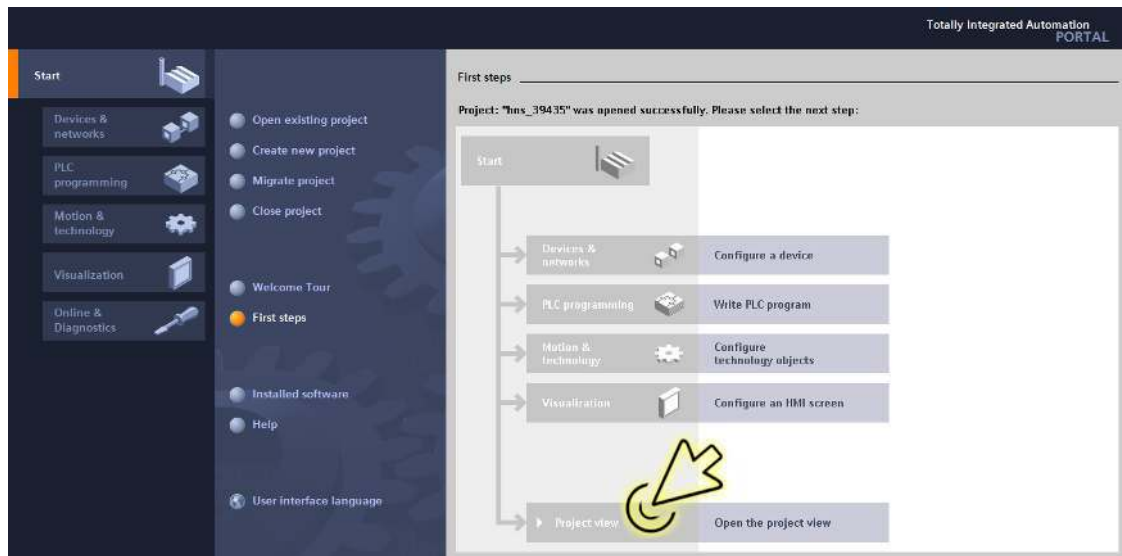 Totally Integrated Automation
PORTAL
Start
Devices &
networks
PLC
programming
Motion &
technology
Visualization
Online &
Diagnostics
Open existing project
Create new project
Migrate project
Close project
Welcome Tour
First steps
Installed software
Help
User interface language
First steps
Project: "hns_39435" was opened successfully. Please select the next step:
Start
Devices &
networks
Configure a device
PLC programming
Write PLC program
Motion &
technology
Configure
technology objects
Visualization
Configure an HMI screen
Project view
Open the project view